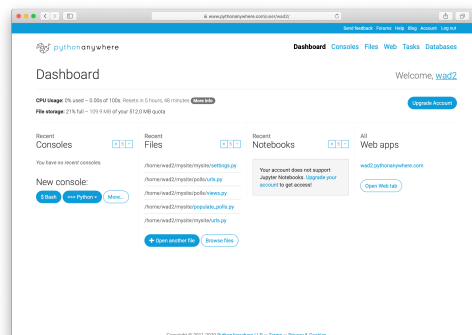 www.pythonanywhere.com/user/wad2/
Send feedback Forums Help Blog Account Log out
pythonanywhere
Dashboard Consoles Files Web Tasks Databases
Dashboard
Welcome, wad2
CPU Usage: 0% used – 0.00s of 100s. Resets in 5 hours, 48 minutes More Info
File storage: 21% full – 109.9 MB of your 512.0 MB quota
Upgrade Account
Recent
Consoles
You have no recent consoles.
New console:
$ Bash >>> Python More...
Recent
Files
/home/wad2/mysite/mysite/settings.py
/home/wad2/mysite/polls/urls.py
/home/wad2/mysite/polls/views.py
/home/wad2/mysite/populate_polls.py
/home/wad2/mysite/mysite/urls.py
+ Open another file Browse files
Recent
Notebooks
Your account does not support
Jupyter Notebooks. Upgrade your
account to get access!
All
Web apps
wad2.pythonanywhere.com
Open Web tab